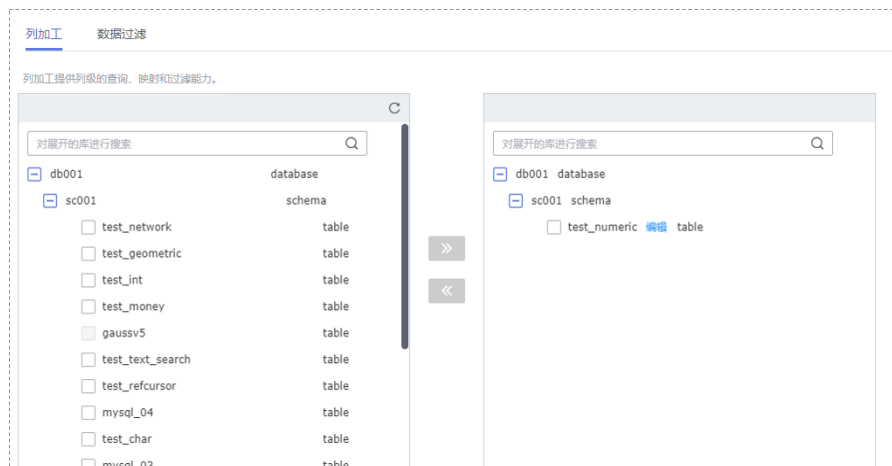 列加工 数据过滤
列加工提供列级的查询、映射和过滤能力。
对展开的库进行搜索
db001 database
sc001 schema
test_network table
test_geometric table
test_int table
test_money table
gaussv5 table
test_text_search table
test_refcursor table
mysql_04 table
test_char table
mysql_03 table
对展开的库进行搜索
db001 database
sc001 schema
test_numeric 编辑 table